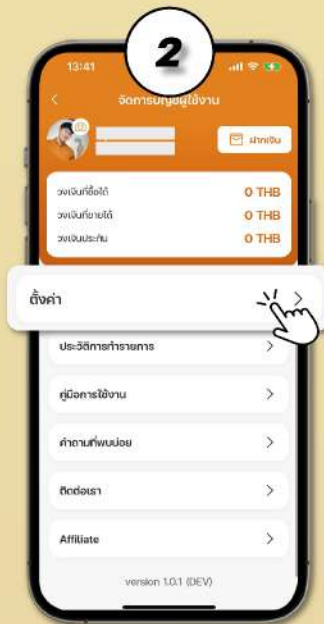 2
13:41
จัดการบัญชีผู้ใช้งาน
ฝากเงิน
วงเงินที่ซื้อได้ 0 THB
วงเงินที่ขายได้ 0 THB
วงเงินประกัน 0 THB
ตั้งค่า
ประวัติการทำรายการ
คู่มือการใช้งาน
คำถามที่พบบ่อย
ติดต่อเรา
Affiliate
version 1.0.1 (DEV)